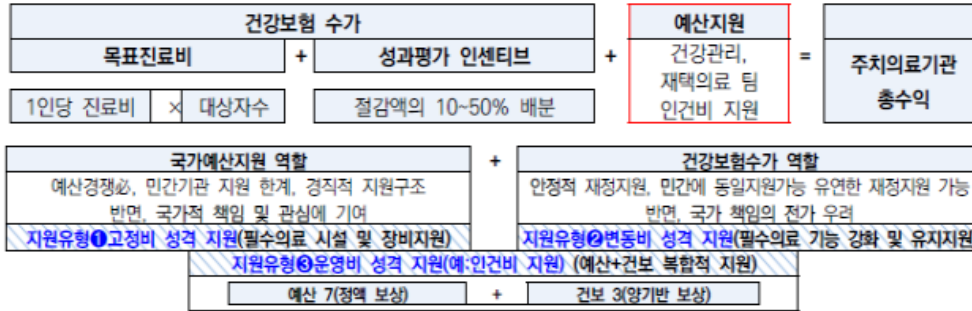 건강보험 수가
예산지원
목표진료비 + 성과평가 인센티브 + 건강관리, 재택의료 팀 인건비 지원 = 주치의료기관 총수익
1인당 진료비 × 대상자수
절감액의 10~50% 배분
국가예산지원 역할 + 건강보험수가 역할
예산경쟁必, 민간기관 지원 한계, 경직적 지원구조
반면, 국가적 책임 및 관심에 기여
지원유형❶고정비 성격 지원(필수의료 시설 및 장비지원)
안정적 재정지원, 민간에 동일지원가능 유연한 재정지원 가능
반면, 국가 책임의 전가 우려
지원유형❷변동비 성격 지원(필수의료 기능 강화 및 유지지원
지원유형❸운영비 성격 지원(예:인건비 지원) (예산+건보 복합적 지원)
예산 7(정액 보상) + 건보 3(양기반 보상)